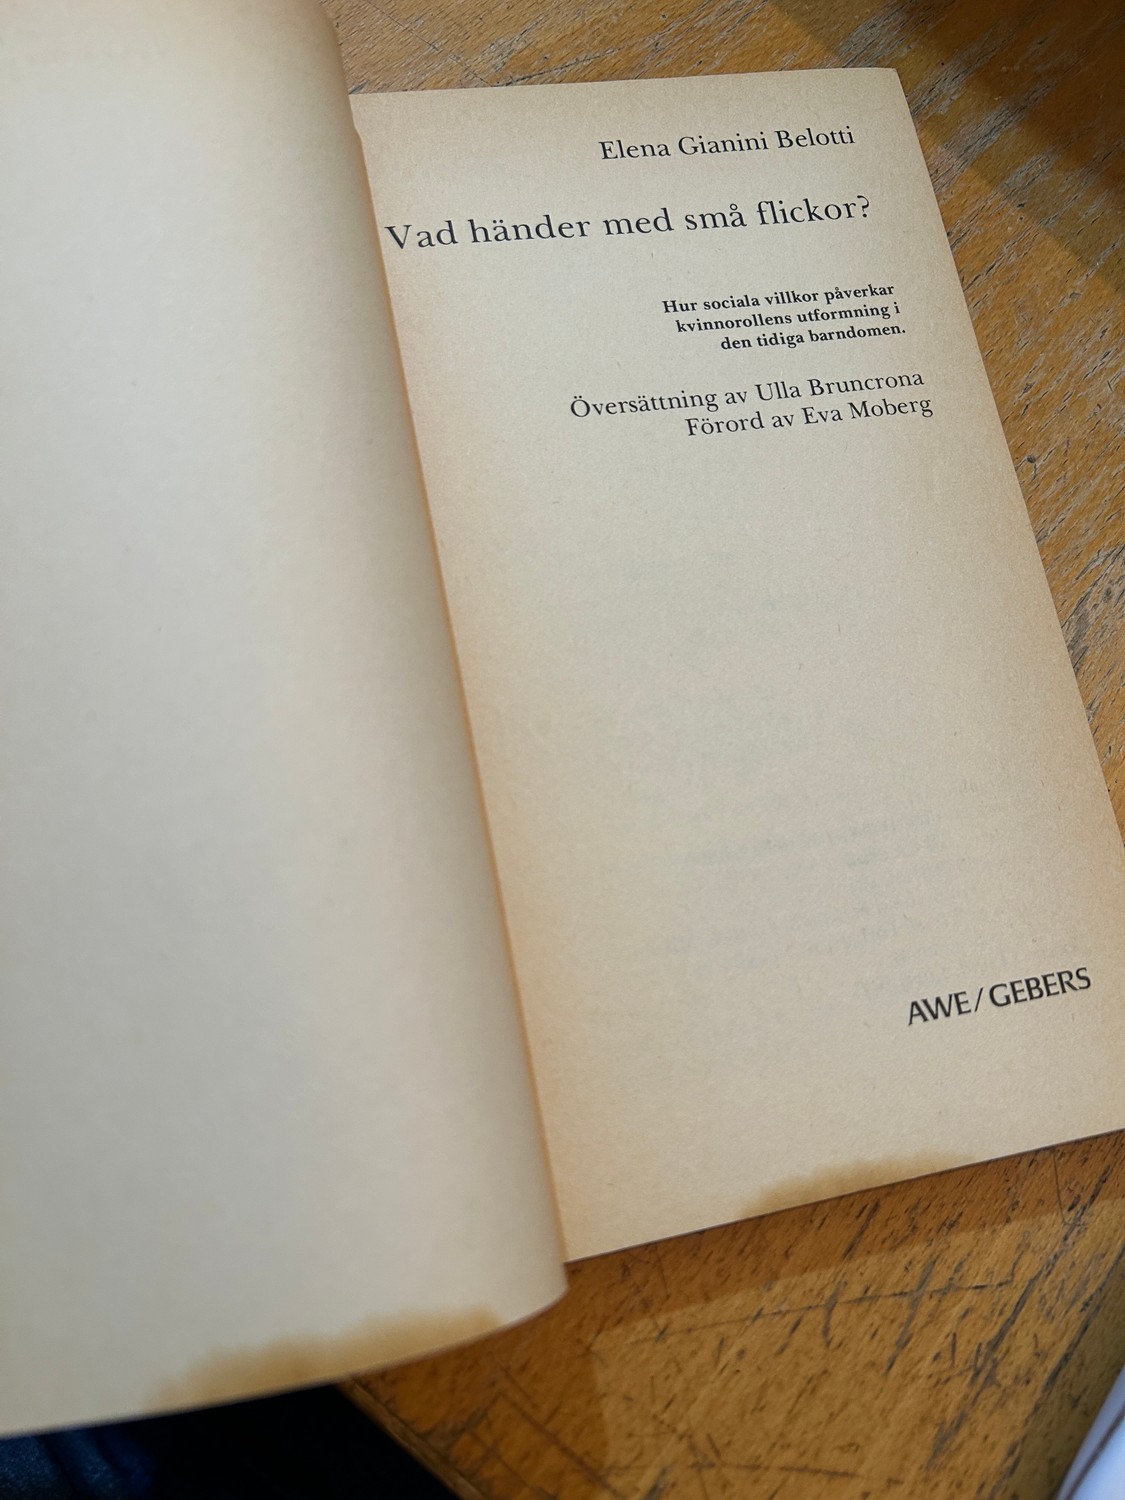 Elena Gianini Belotti
Vad händer med små flickor?
Hur sociala villkor påverkar
kvinnorollens utformning i
den tidiga barndomen.
Översättning av Ulla Bruncrona
Förord av Eva Moberg
AWE/GEBERS